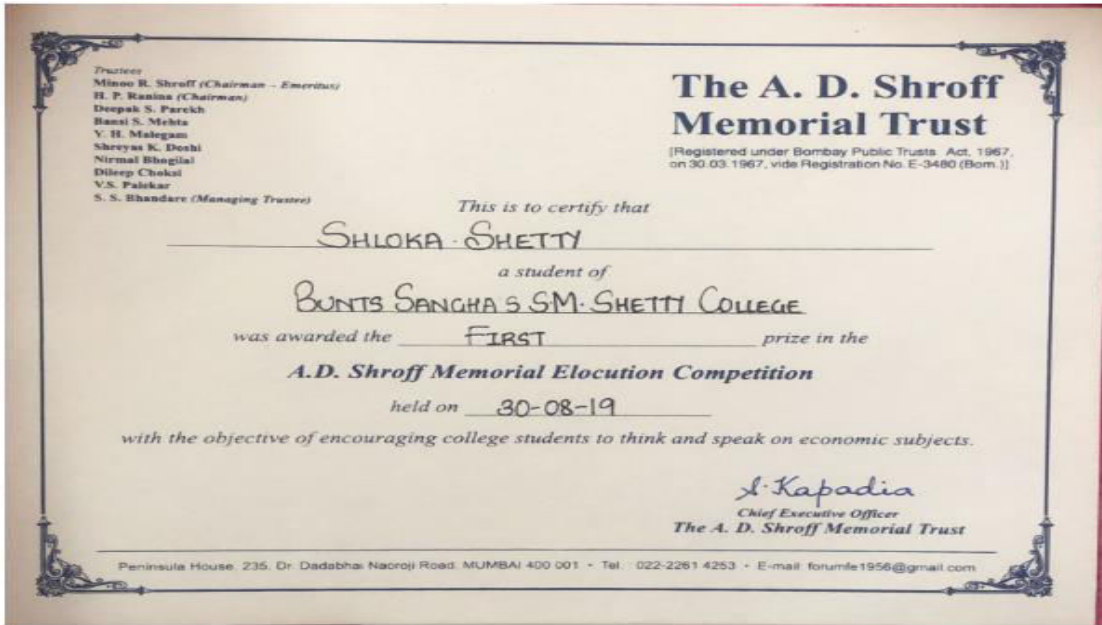 Trustees
Minoo R. Shroff (Chairman – Emeritus)
H. P. Ranina (Chairman)
Deepak S. Parekh
Bansi S. Mehta
Y. H. Malegam
Shreyas K. Doshi
Nirmal Bhogilal
Dileep Choksi
V.S. Palekar
S. S. Bhandare (Managing Trustee)
The A. D. Shroff
Memorial Trust
[Registered under Bombay Public Trusts Act, 1967,
on 30.03.1967, vide Registration No. E-3480 (Bom.)]
This is to certify that
SHLOKA SHETTY
a student of
BUNTS SANGHA S S.M. SHETTY COLLEGE
was awarded the FIRST prize in the
A.D. Shroff Memorial Elocution Competition
held on 30-08-19
with the objective of encouraging college students to think and speak on economic subjects.
S. Kapadia
Chief Executive Officer
The A. D. Shroff Memorial Trust
Peninsula House, 235, Dr. Dadabhai Naoroji Road, MUMBAI 400 001 • Tel. : 022-2261 4253 • E-mail: forumfe1956@gmail.com